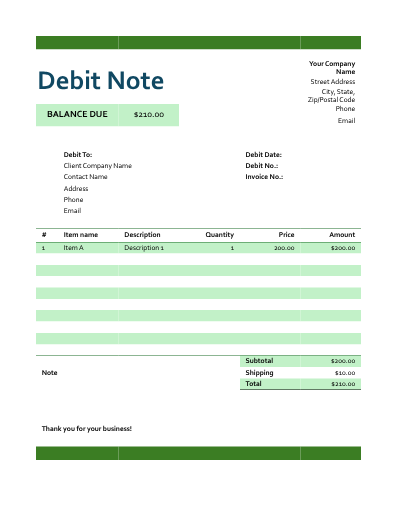 Your Company
Name
Debit Note
Street Address
City, State,
Zip/Postal Code
BALANCE DUE $210.00
Phone
Email
Debit To: Debit Date:
Client Company Name Debit No.:
Contact Name Invoice No.:
Address
Phone
Email
# Item name Description Quantity Price Amount
1 Item A Description 1 1 200.00 $200.00
Subtotal $200.00
Note Shipping $10.00
Total $210.00
Thank you for your business!